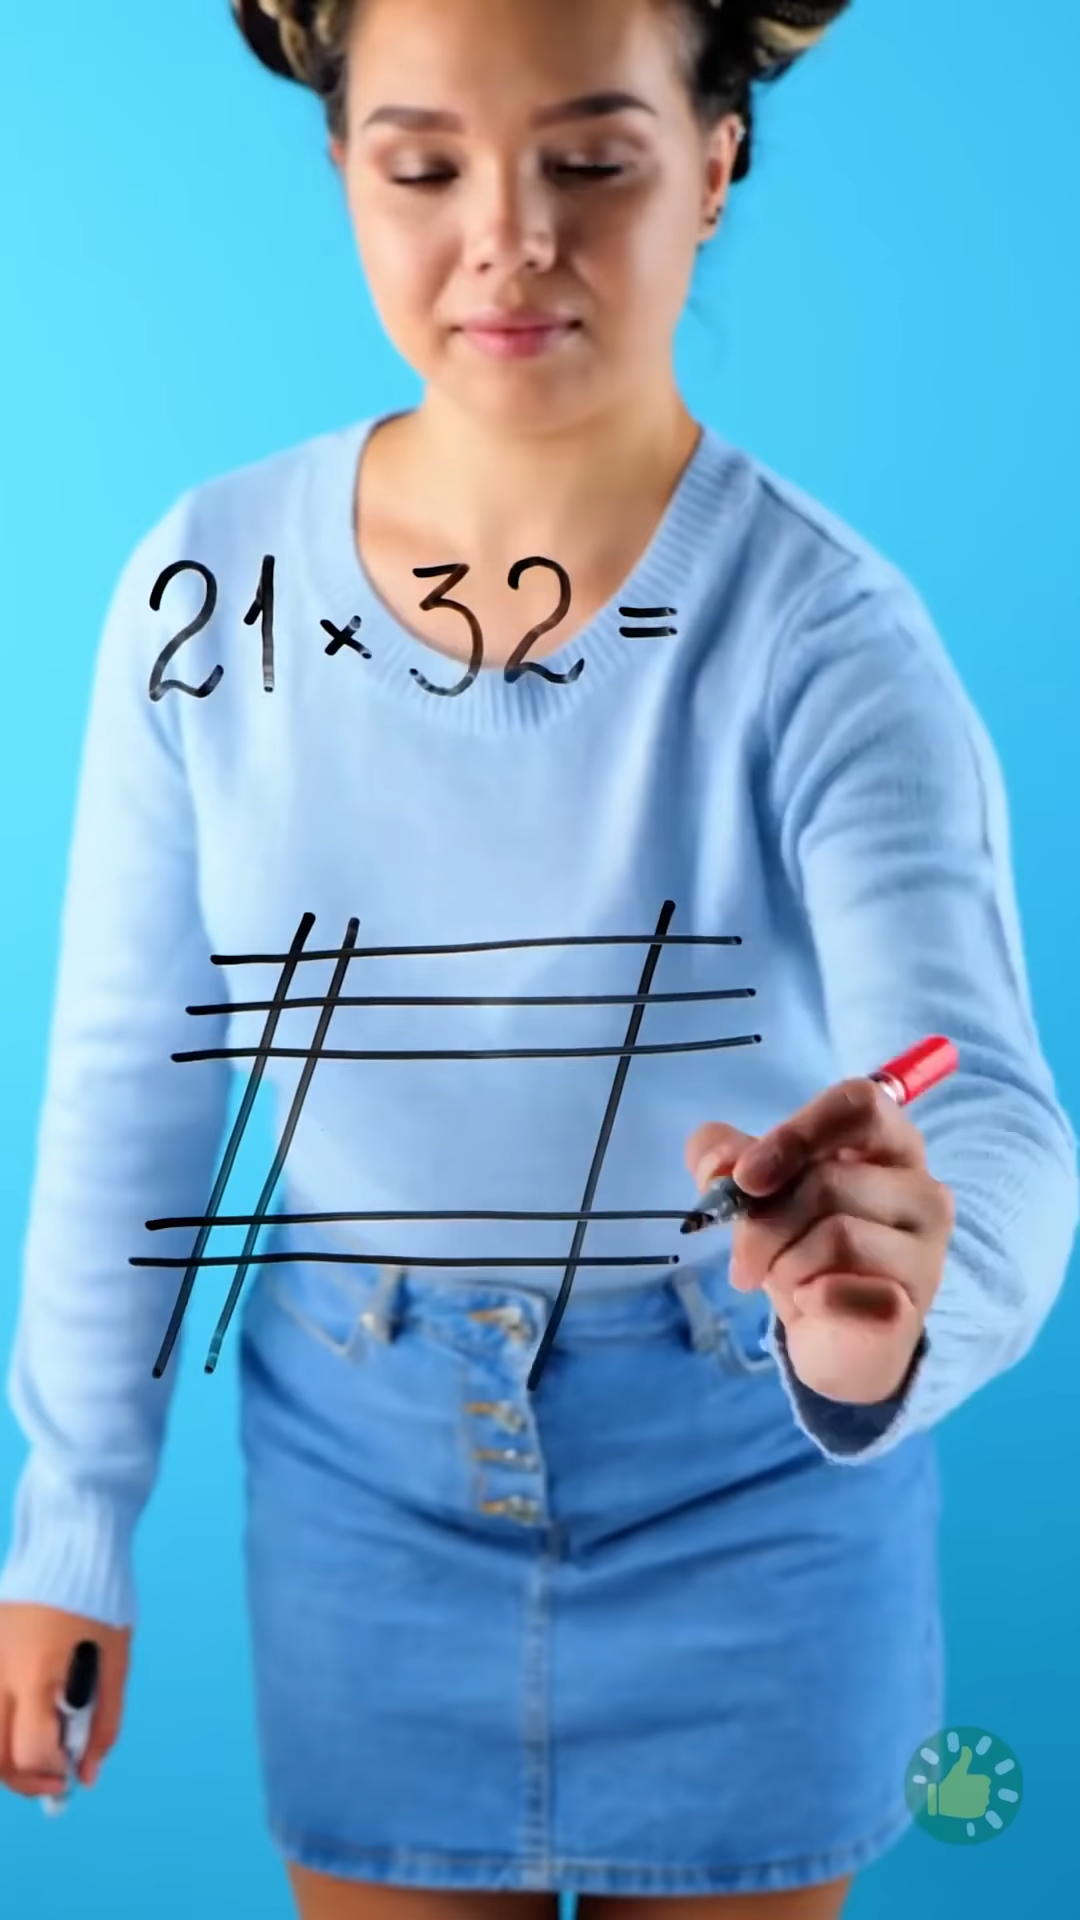 21 × 32 =